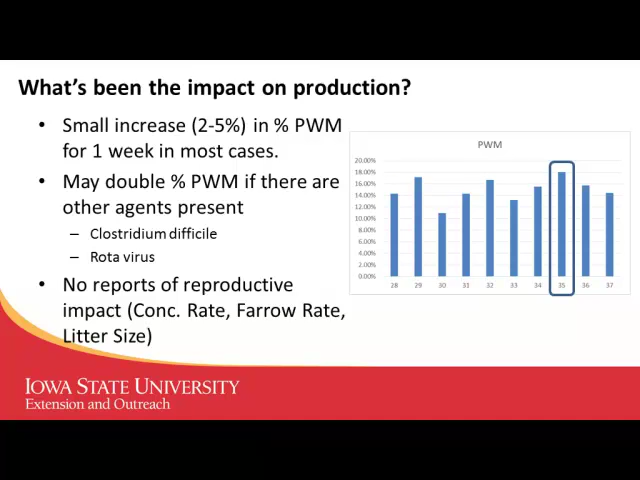 What's been the impact on production?
• Small increase (2-5%) in % PWM
for 1 week in most cases.
• May double % PWM if there are
other agents present
– Clostridium difficile
– Rota virus
• No reports of reproductive
impact (Conc. Rate, Farrow Rate,
Litter Size)
PWM
20.00%
18.00%
16.00%
14.00%
12.00%
10.00%
8.00%
6.00%
4.00%
2.00%
0.00%
28 29 30 31 32 33 34 35 36 37
IOWA STATE UNIVERSITY
Extension and Outreach